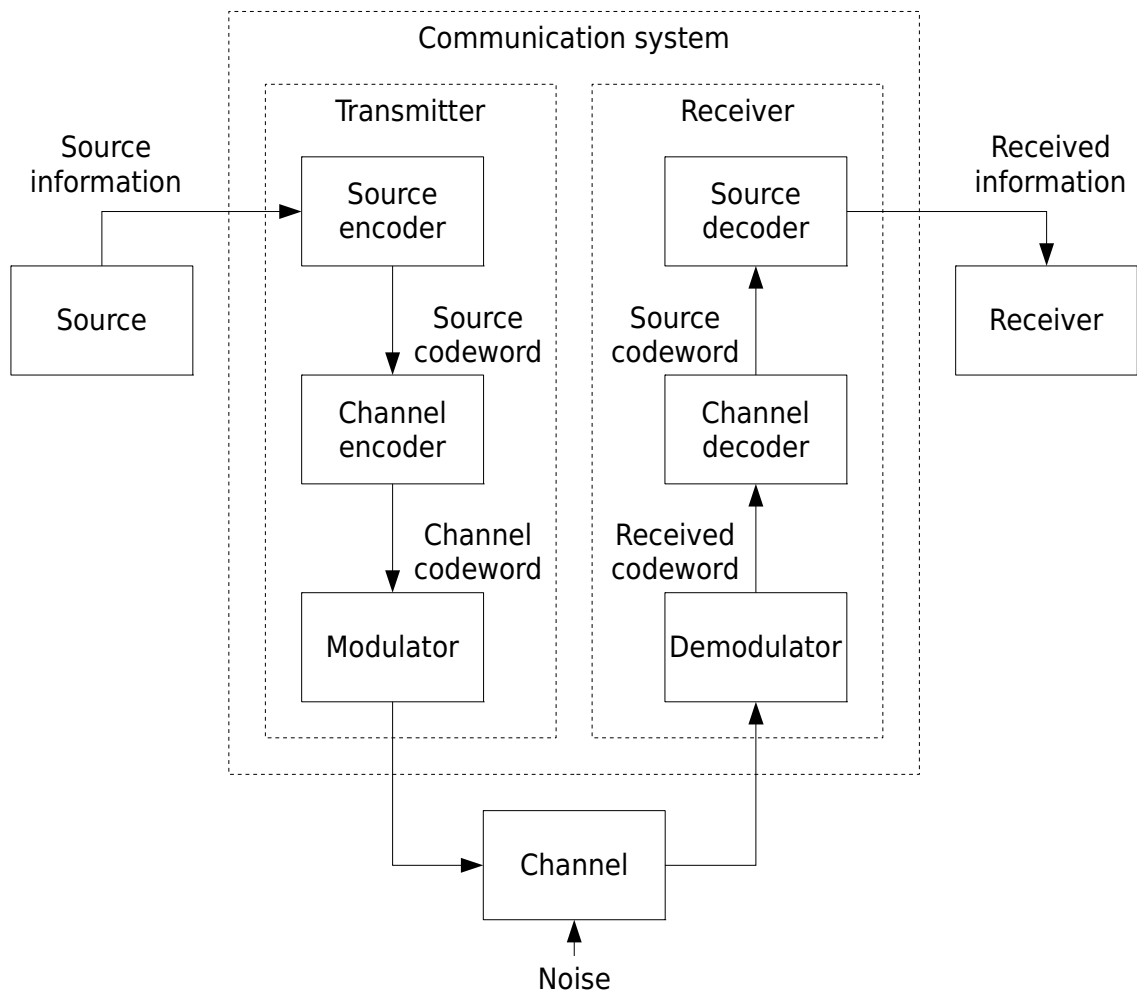 Communication system
Transmitter
Receiver
Source
information
Received
information
Source
encoder
Source
decoder
Source
Receiver
Source
codeword
Source
codeword
Channel
encoder
Channel
decoder
Channel
codeword
Received
codeword
Modulator
Demodulator
Channel
Noise